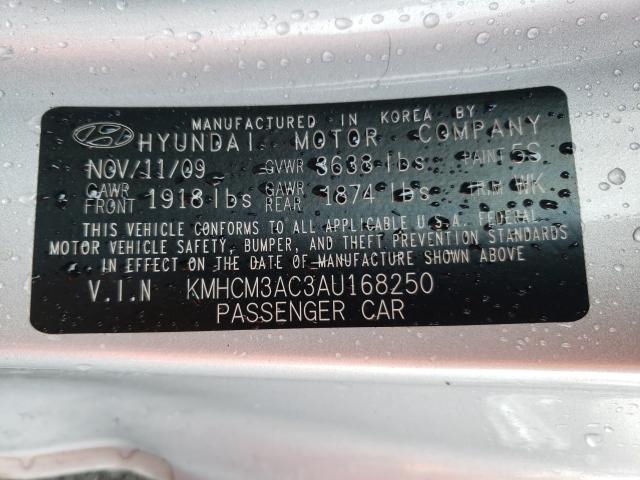 MANUFACTURED IN KOREA BY
HYUNDAI MOTOR COMPANY
NOV/11/09 GVWR 3638 lbs PAINT SS
GAWR FRONT 1918 lbs GAWR REAR 1874 lbs TRIM WK
THIS VEHICLE CONFORMS TO ALL APPLICABLE U.S.A. FEDERAL
MOTOR VEHICLE SAFETY, BUMPER, AND THEFT PREVENTION STANDARDS
IN EFFECT ON THE DATE OF MANUFACTURE SHOWN ABOVE
V.I.N KMHCM3AC3AU168250
PASSENGER CAR